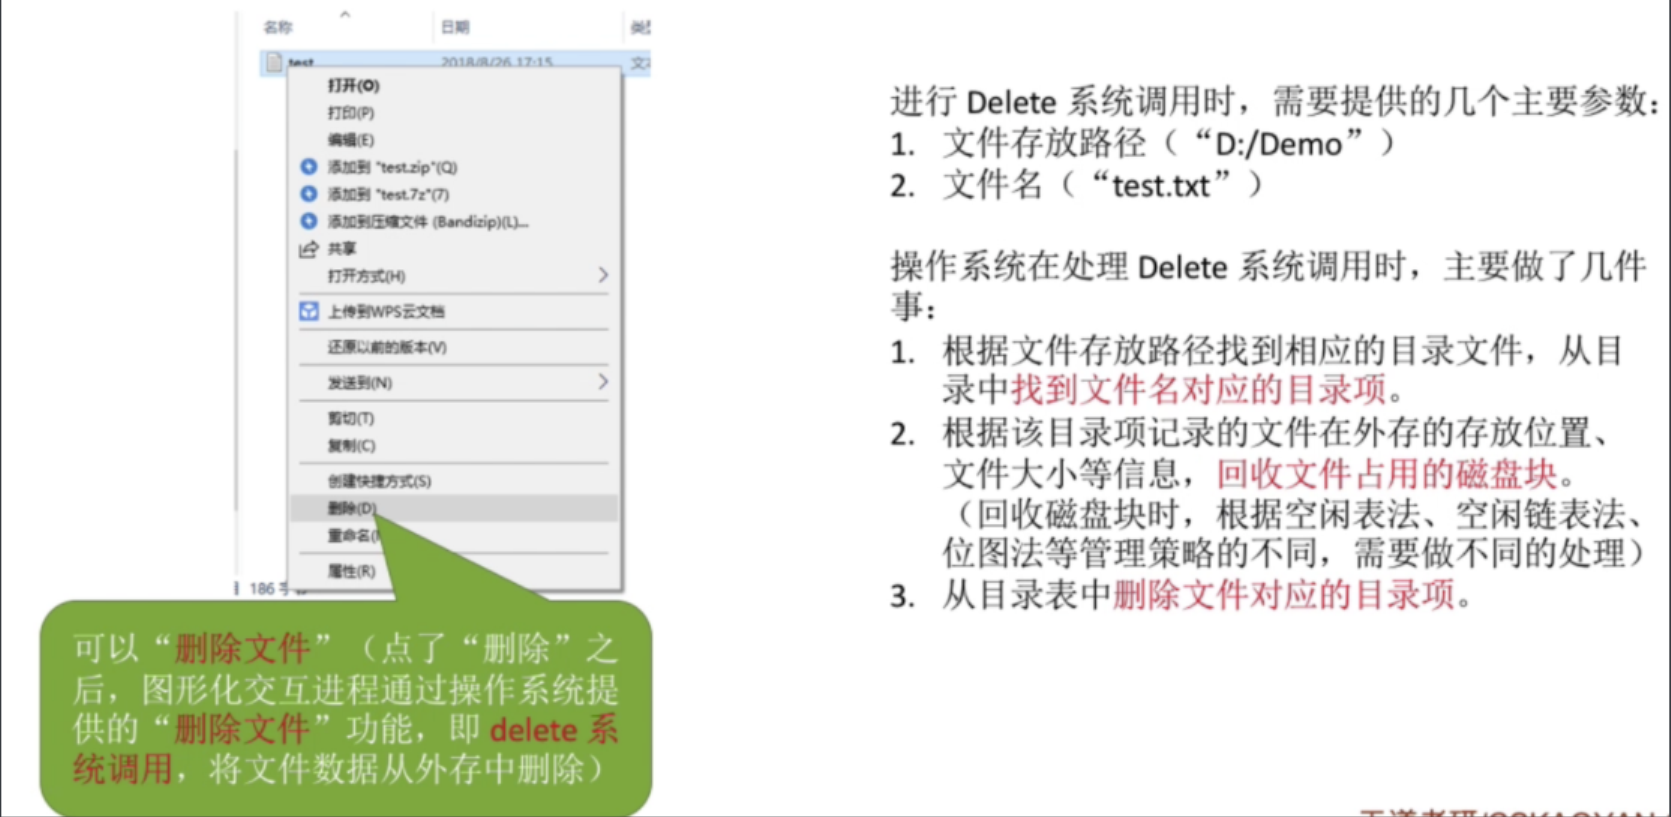 名称
日期
test
2018/8/26 17:15
打开(O)
打印(P)
编辑(E)
添加到 "test.zip"(Q)
添加到 "test.7z"(7)
添加到压缩文件 (Bandizip)(L)...
共享
打开方式(H)
上传到WPS云文档
还原以前的版本(V)
发送到(N)
剪切(T)
复制(C)
创建快捷方式(S)
删除(D)
重命名(
属性(R)
186
可以“删除文件”（点了“删除”之
后，图形化交互进程通过操作系统提
供的“删除文件”功能，即 delete 系
统调用，将文件数据从外存中删除）
进行 Delete 系统调用时，需要提供的几个主要参数：
1. 文件存放路径（“D:/Demo”）
2. 文件名（“test.txt”）
操作系统在处理 Delete 系统调用时，主要做了几件
事：
1. 根据文件存放路径找到相应的目录文件，从目
录中找到文件名对应的目录项。
2. 根据该目录项记录的文件在外存的存放位置、
文件大小等信息，回收文件占用的磁盘块。
（回收磁盘块时，根据空闲表法、空闲链表法、
位图法等管理策略的不同，需要做不同的处理）
3. 从目录表中删除文件对应的目录项。